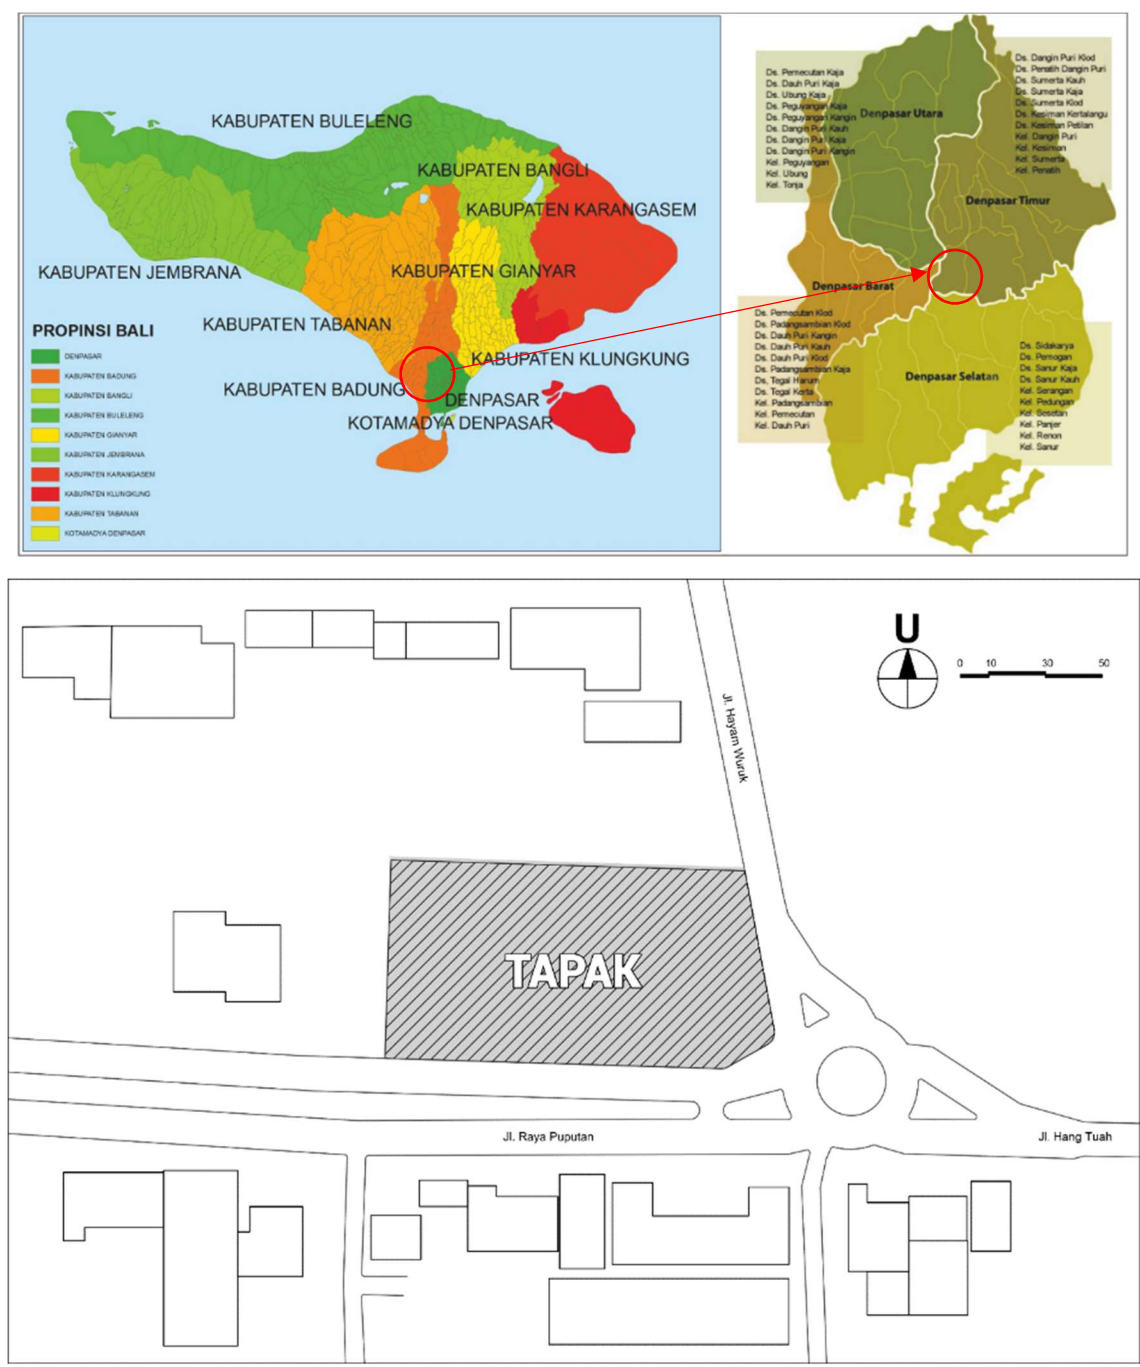 KABUPATEN BULELENG
KABUPATEN BANGLI
KABUPATEN KARANGASEM
KABUPATEN JEMBRANA
KABUPATEN GIANYAR
KABUPATEN TABANAN
KABUPATEN KLUNGKUNG
KABUPATEN BADUNG
DENPASAR
KOTAMADYA DENPASAR
PROPINSI BALI
DENPASAR
KABUPATEN BADUNG
KABUPATEN BANGLI
KABUPATEN BULELENG
KABUPATEN GIANYAR
KABUPATEN JEMBRANA
KABUPATEN KARANGASEM
KABUPATEN KLUNGKUNG
KABUPATEN TABANAN
KOTAMADYA DENPASAR
Ds. Pemecutan Kaja
Ds. Dauh Puri Kaja
Ds. Ubung Kaja
Ds. Peguyangan Kaja
Ds. Peguyangan Kangin
Ds. Dangin Puri Kauh
Ds. Dangin Puri Kaja
Ds. Dangin Puri Kangin
Kel. Peguyangan
Kel. Ubung
Kel. Tonja
Denpasar Utara
Ds. Dangin Puri Klod
Ds. Penatih Dangin Puri
Ds. Sumerta Kauh
Ds. Sumerta Kaja
Ds. Sumerta Klod
Ds. Kesiman Kertalangu
Ds. Kesiman Petilan
Kel. Dangin Puri
Kel. Kesiman
Kel. Sumerta
Kel. Penatih
Denpasar Timur
Denpasar Barat
Ds. Pemecutan Klod
Ds. Padangsambian Klod
Ds. Dauh Puri Kangin
Ds. Dauh Puri Kauh
Ds. Dauh Puri Klod
Ds. Padangsambian Kaja
Ds, Tegal Harum
Ds. Tegal Kerta
Kel. Padangsambian
Kel. Pemecutan
Kel. Dauh Puri
Denpasar Selatan
Ds. Sidakarya
Ds. Pemogan
Ds. Sanur Kaja
Ds. Sanur Kauh
Kel. Serangan
Kel. Pedungan
Kel. Sesetan
Kel. Panjer
Kel. Renon
Kel. Sanur
U
0 10 30 50
Jl. Hayam Wuruk
TAPAK
Jl. Raya Puputan
Jl. Hang Tuah